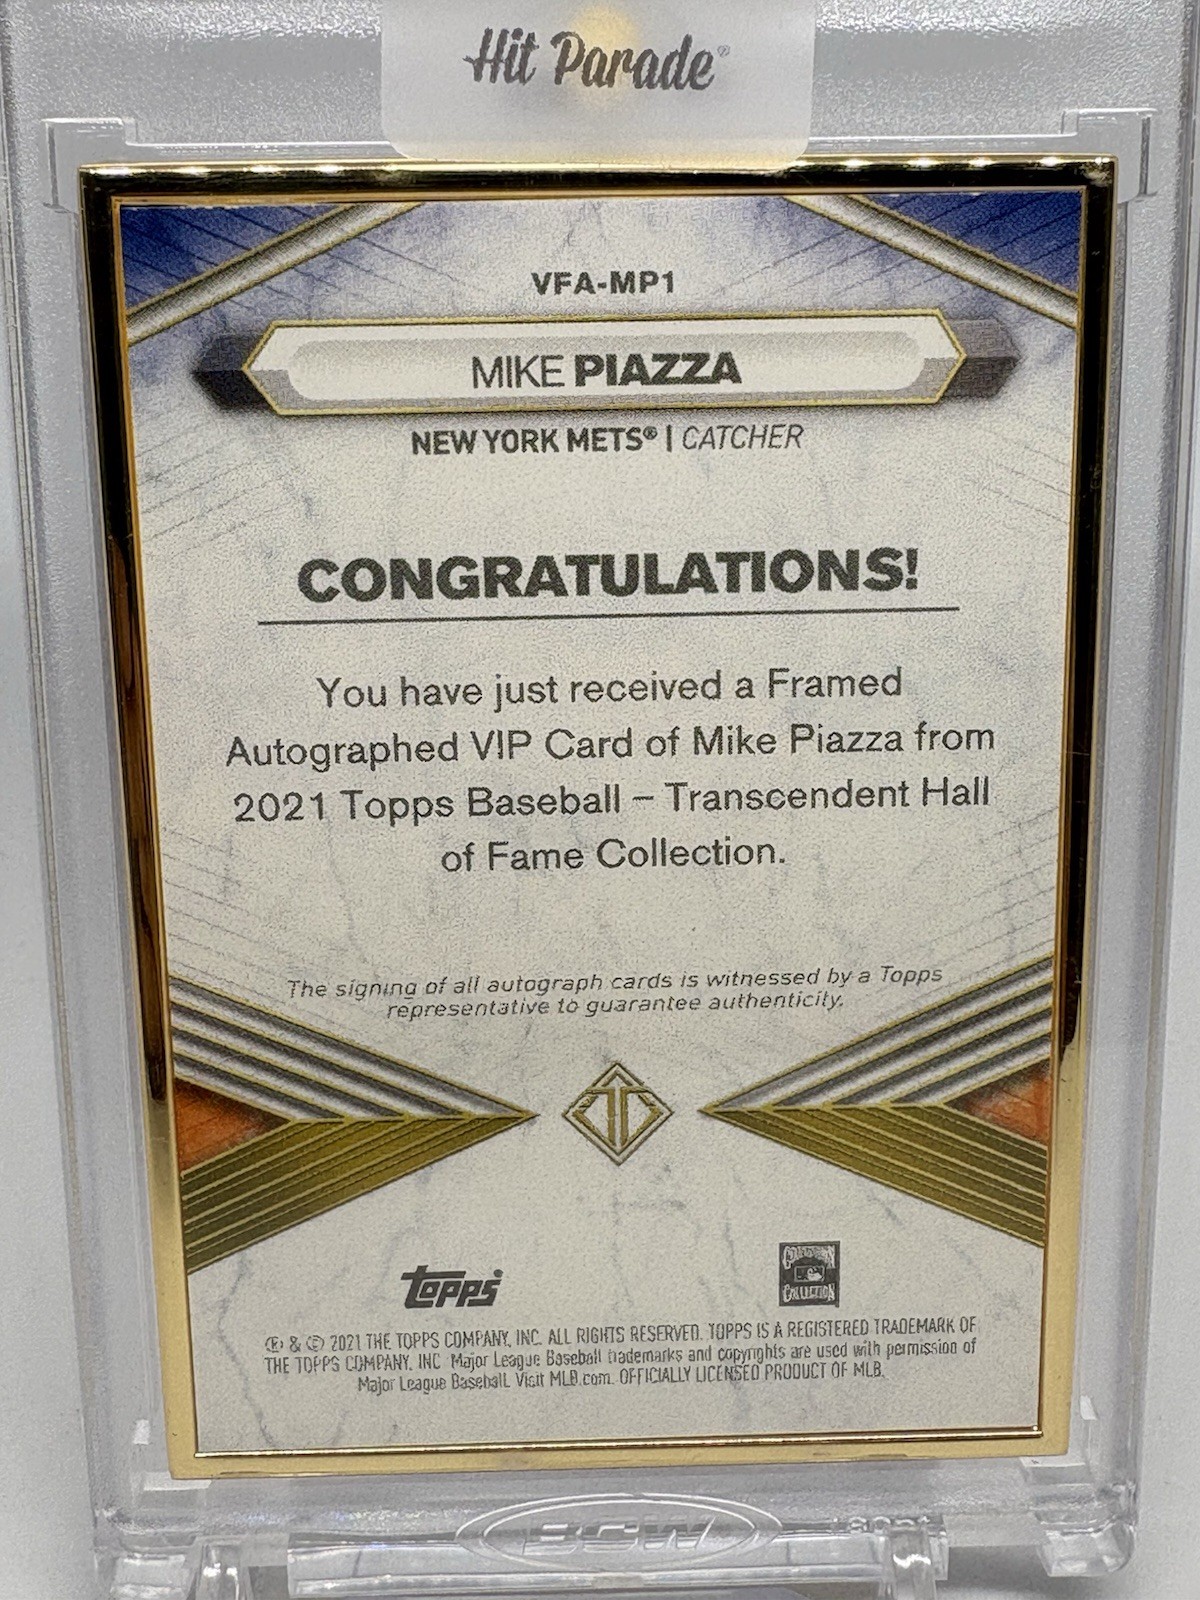 Hit Parade®
VFA-MP1
MIKE PIAZZA
NEW YORK METS® | CATCHER
CONGRATULATIONS!
You have just received a Framed
Autographed VIP Card of Mike Piazza from
2021 Topps Baseball – Transcendent Hall
of Fame Collection.
The signing of all autograph cards is witnessed by a Topps
representative to guarantee authenticity.
topps®
COOPERSTOWN
COLLECTION
® & © 2021 THE TOPPS COMPANY, INC. ALL RIGHTS RESERVED. TOPPS IS A REGISTERED TRADEMARK OF
THE TOPPS COMPANY, INC. Major League Baseball trademarks and copyrights are used with permission of
Major League Baseball. Visit MLB.com. OFFICIALLY LICENSED PRODUCT OF MLB.
BCW